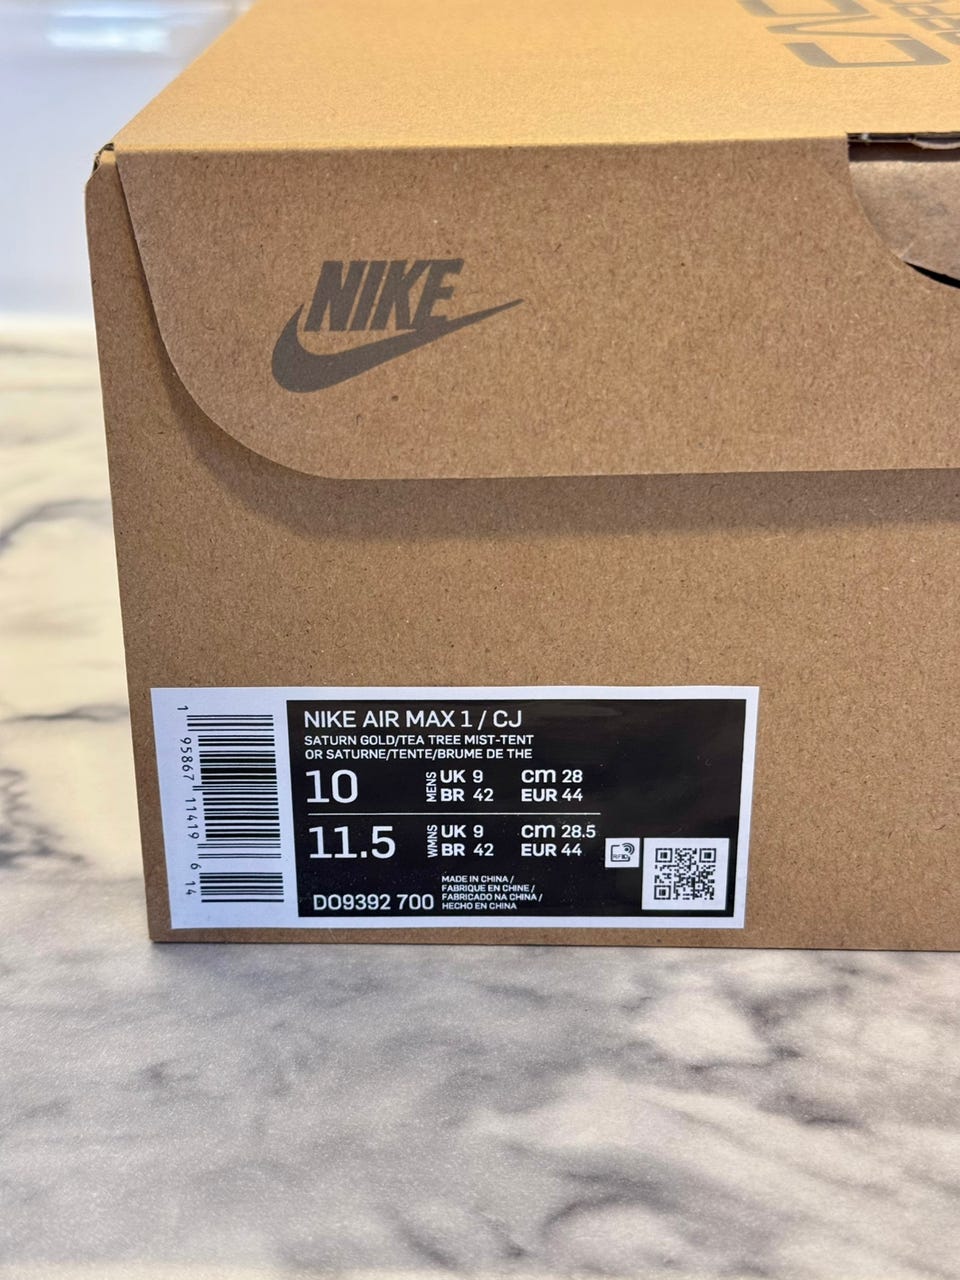 NIKE
NIKE AIR MAX 1 / CJ
SATURN GOLD/TEA TREE MIST-TENT
OR SATURNE/TENTE/BRUME DE THE
10 MENS UK 9 cm 28
BR 42 EUR 44
11.5 WMNS UK 9 cm 28.5
BR 42 EUR 44
RFID
DO9392 700
MADE IN CHINA /
FABRIQUE EN CHINE /
FABRICADO NA CHINA /
HECHO EN CHINA
1 95867 11419 6 14